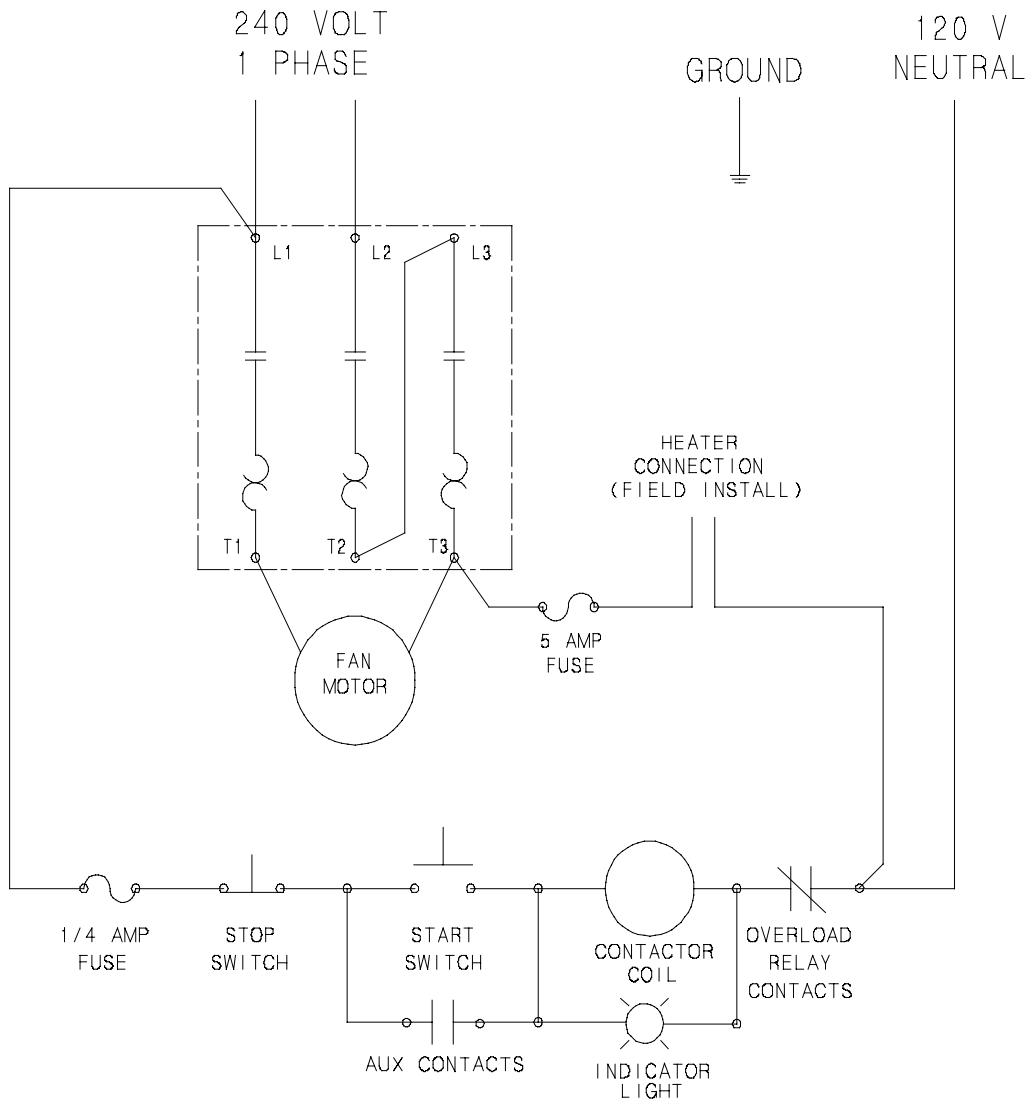 240 VOLT
1 PHASE
GROUND
120 V
NEUTRAL
L1
L2
L3
HEATER
CONNECTION
(FIELD INSTALL)
T1
T2
T3
5 AMP
FUSE
FAN
MOTOR
1/4 AMP
FUSE
STOP
SWITCH
START
SWITCH
CONTACTOR
COIL
OVERLOAD
RELAY
CONTACTS
AUX CONTACTS
INDICATOR
LIGHT